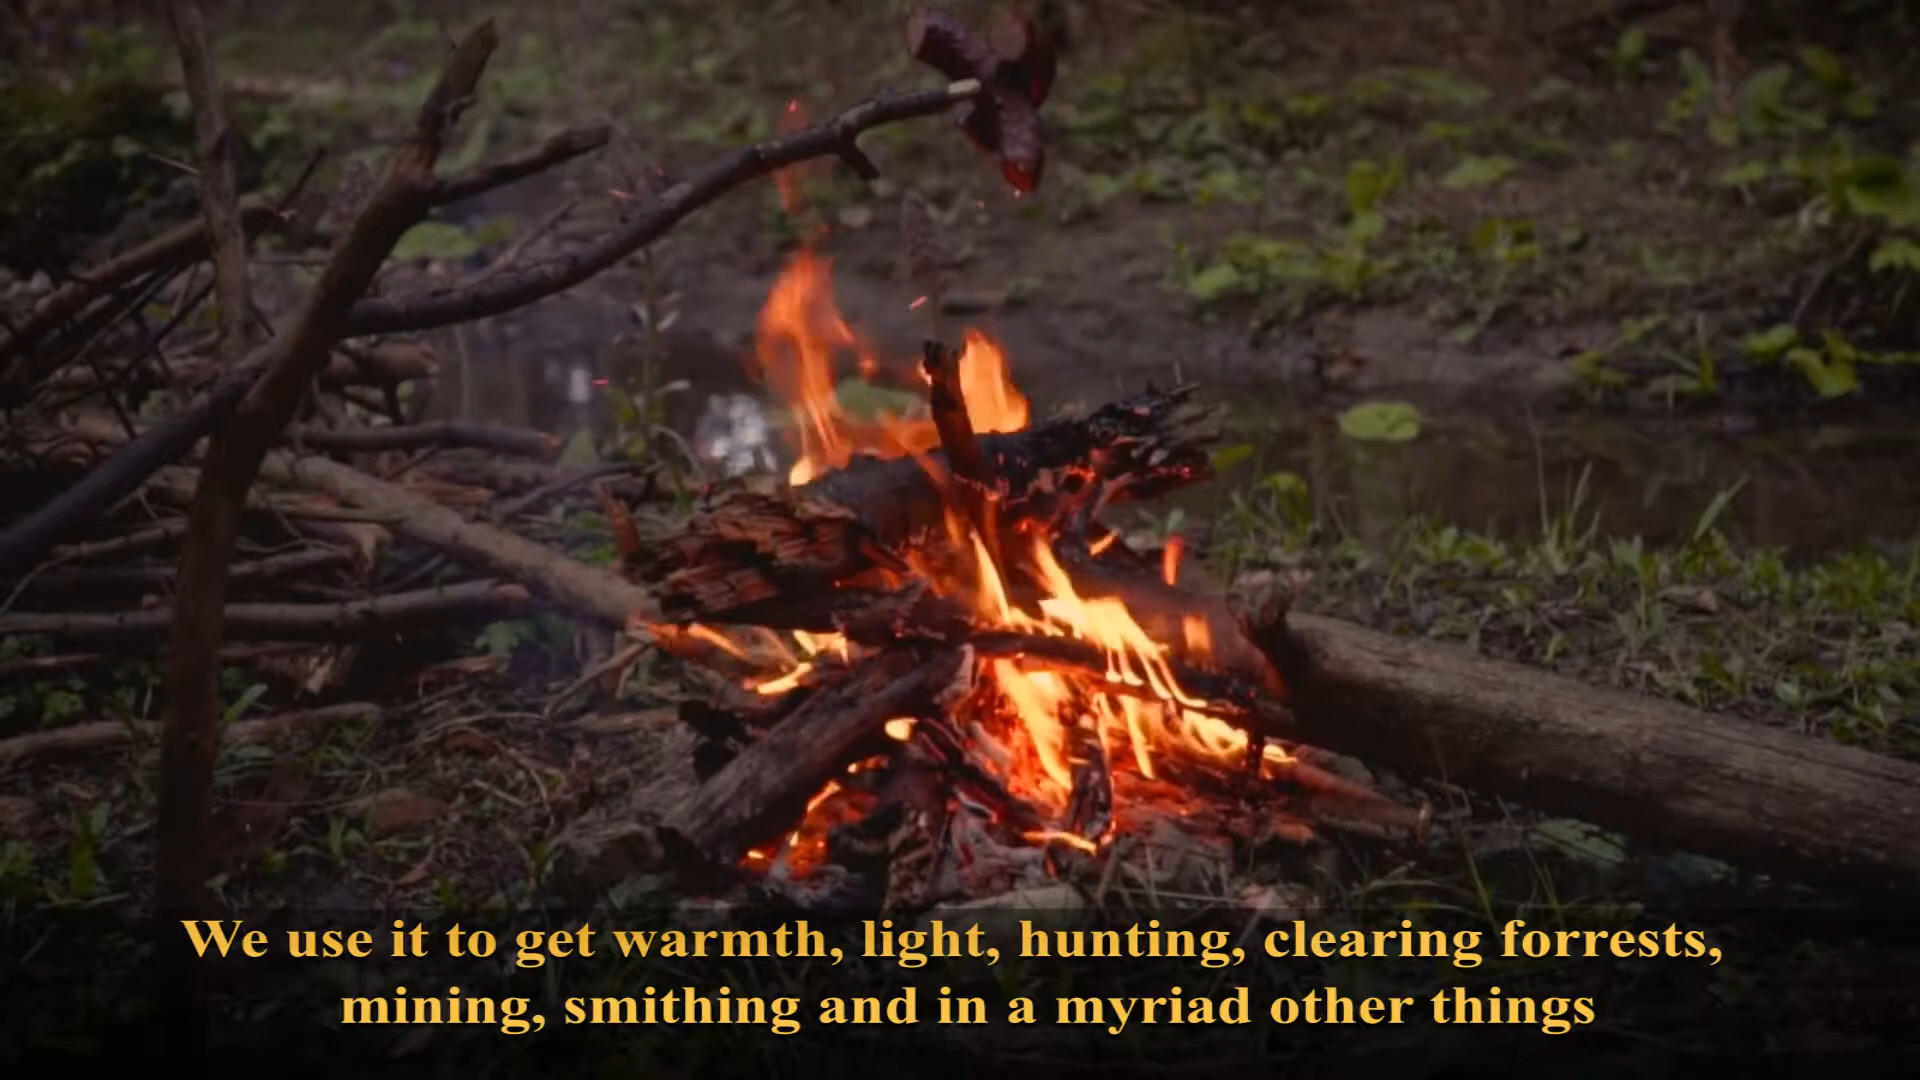 We use it to get warmth, light, hunting, clearing forrests,
mining, smithing and in a myriad other things